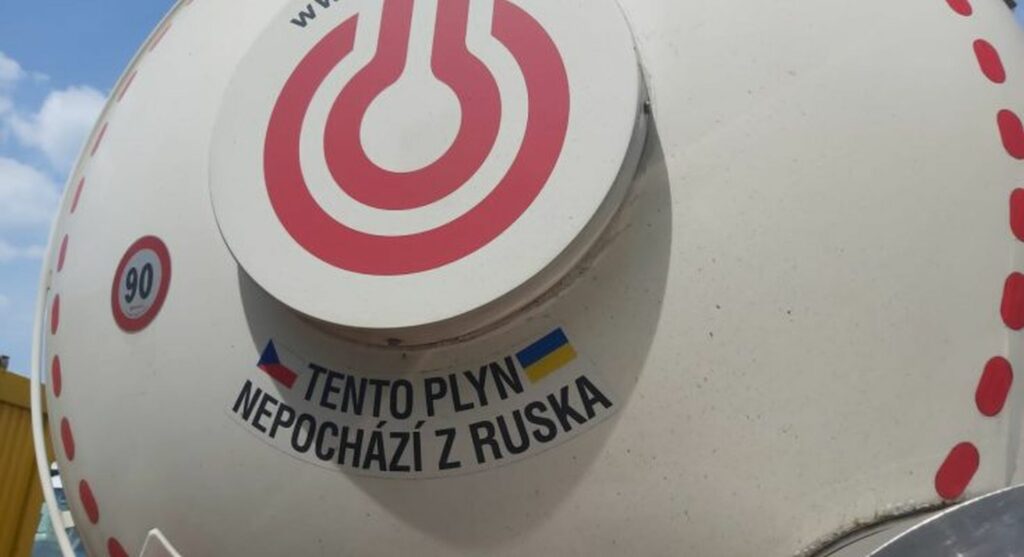 90
TENTO PLYN
NEPOCHÁZÍ Z RUSKA